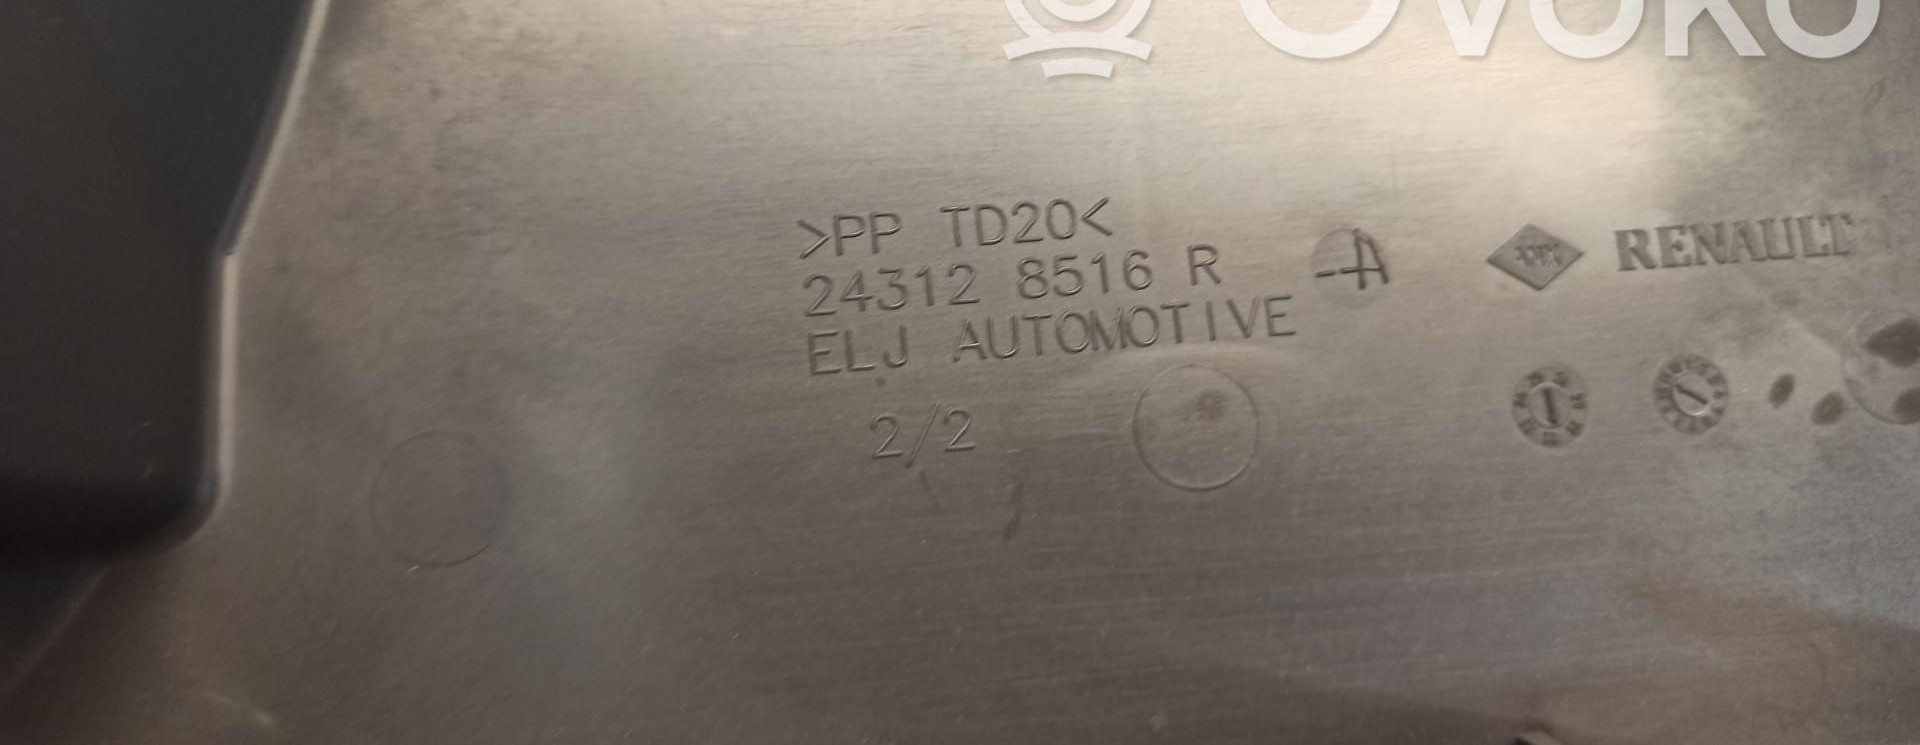 OVOKO
>PP TD20<
24312 8516 R -A
RENAULT
ELJ AUTOMOTIVE
2/2